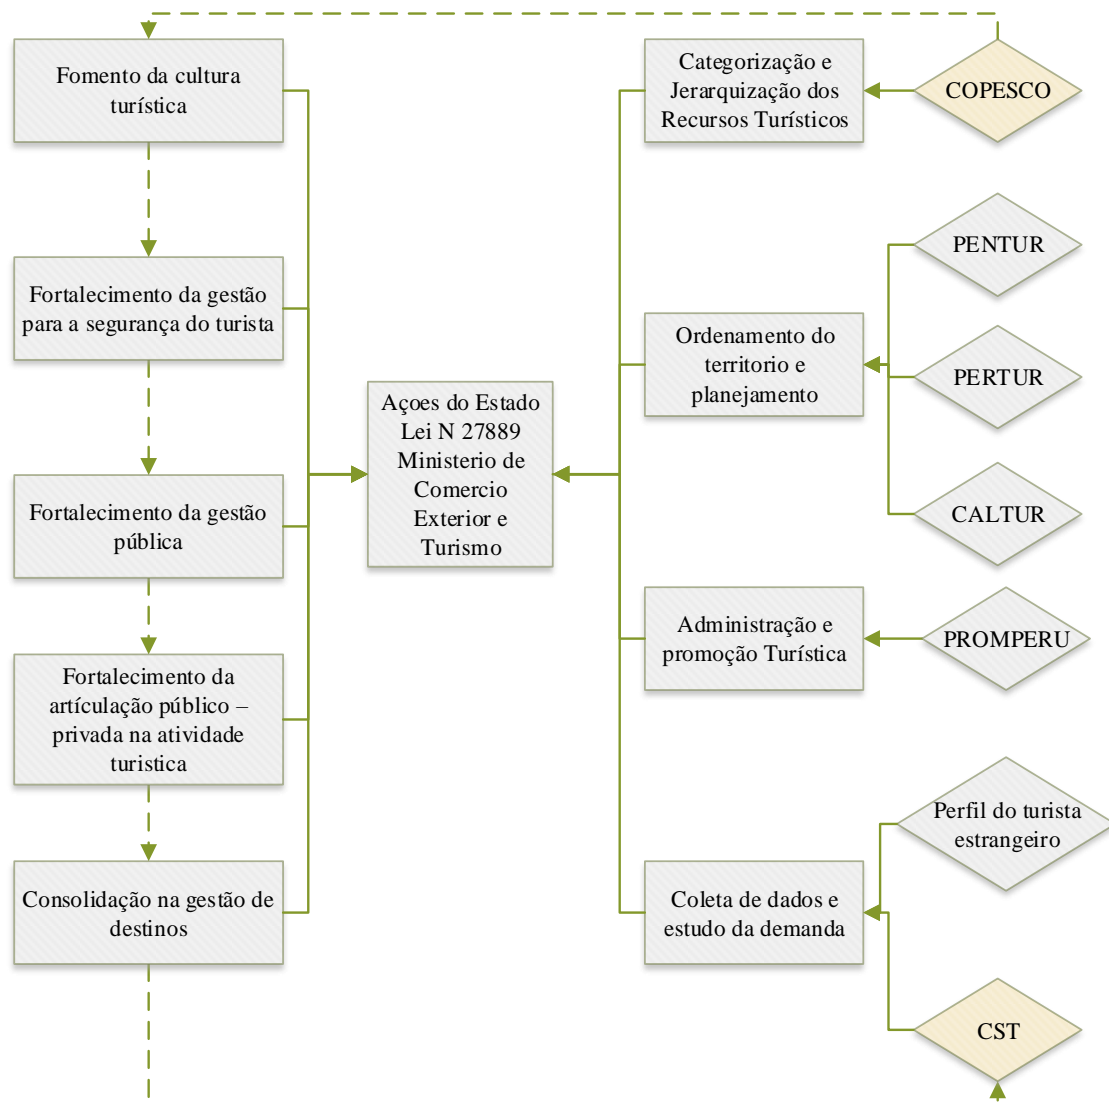 Fomento da cultura
turística
Fortalecimento da gestão
para a segurança do turista
Fortalecimento da gestão
pública
Fortalecimento da
artículação público –
privada na atividade
turistica
Consolidação na gestão de
destinos
Açoes do Estado
Lei N 27889
Ministerio de
Comercio
Exterior e
Turismo
Categorização e
Jerarquização dos
Recursos Turísticos
Ordenamento do
territorio e
planejamento
Administração e
promoção Turística
Coleta de dados e
estudo da demanda
COPESCO
PENTUR
PERTUR
CALTUR
PROMPERU
Perfil do turista
estrangeiro
CST